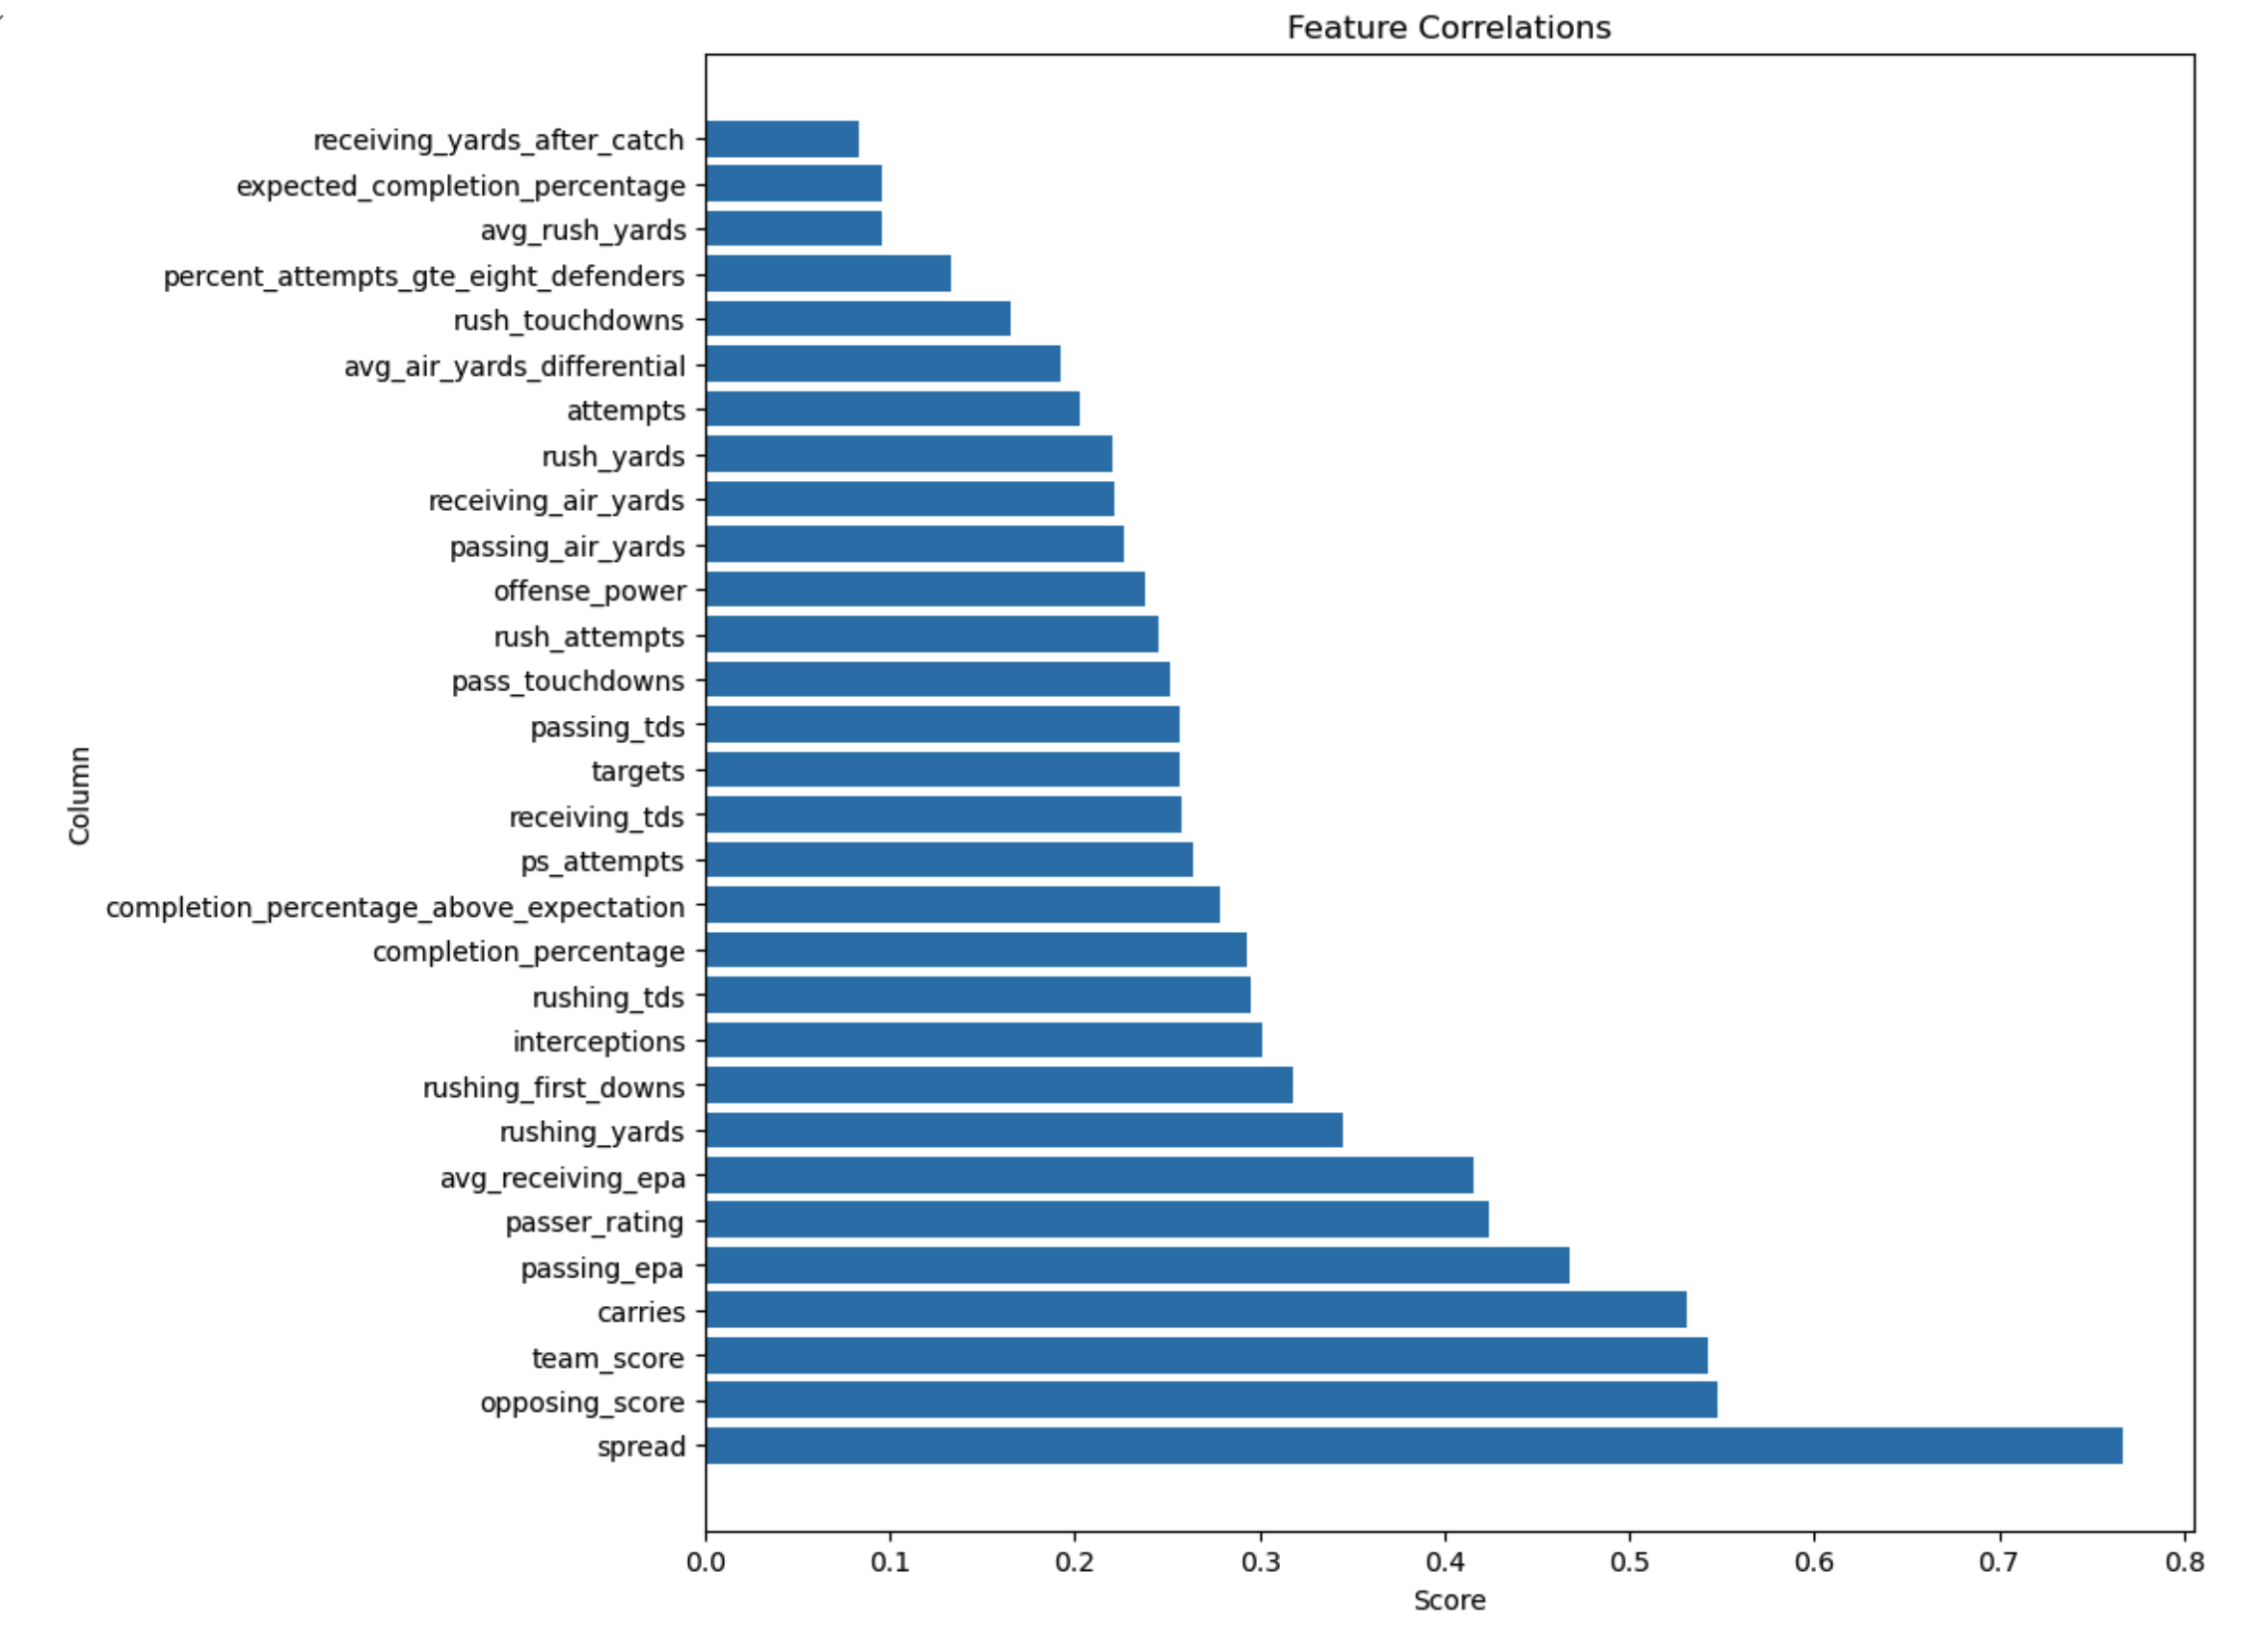 Feature Correlations
receiving_yards_after_catch
expected_completion_percentage
avg_rush_yards
percent_attempts_gte_eight_defenders
rush_touchdowns
avg_air_yards_differential
attempts
rush_yards
receiving_air_yards
passing_air_yards
offense_power
rush_attempts
pass_touchdowns
passing_tds
targets
receiving_tds
ps_attempts
completion_percentage_above_expectation
completion_percentage
rushing_tds
interceptions
rushing_first_downs
rushing_yards
avg_receiving_epa
passer_rating
passing_epa
carries
team_score
opposing_score
spread
Column
0.0 0.1 0.2 0.3 0.4 0.5 0.6 0.7 0.8
Score